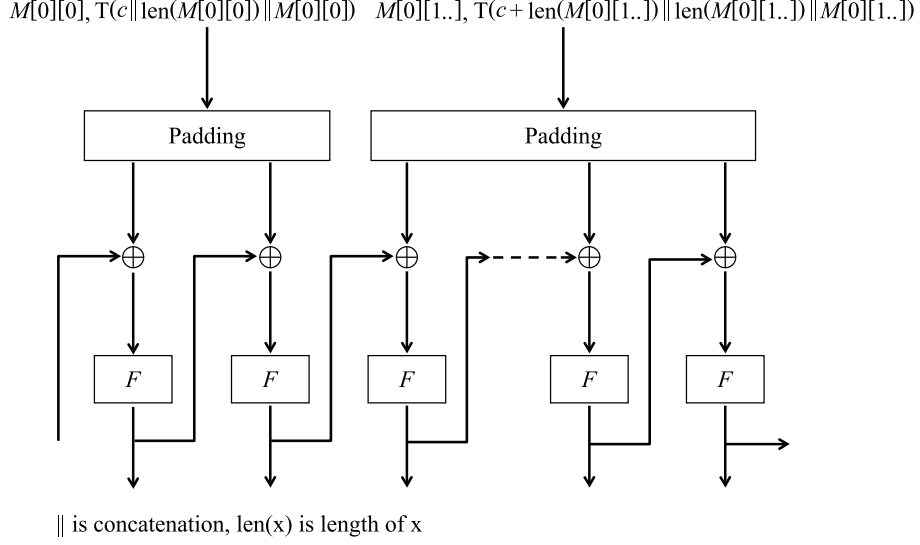 M[0][0], T(c‖len(M[0][0])‖M[0][0]) M[0][1..], T(c+len(M[0][1..])‖len(M[0][1..])‖M[0][1..])
Padding Padding
F F F F F
‖ is concatenation, len(x) is length of x